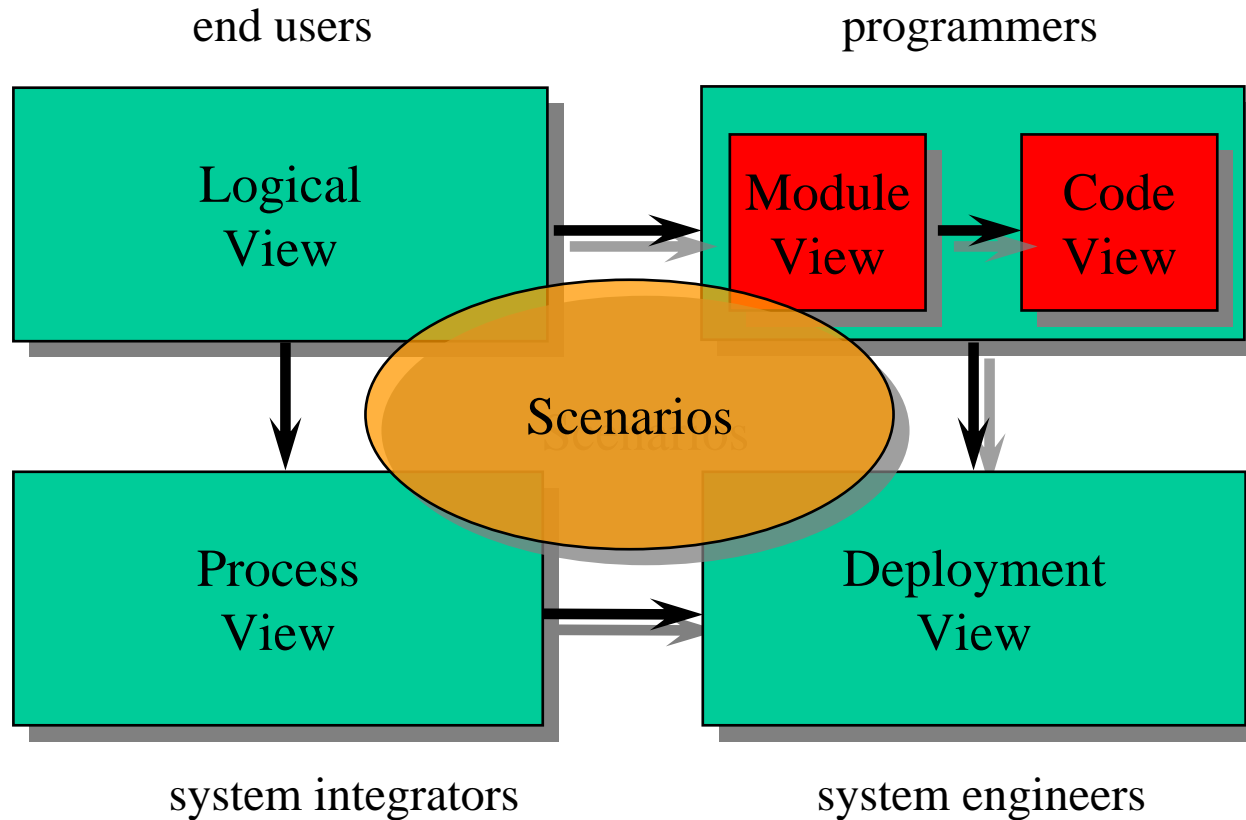 end users
programmers
Logical
View
Module
View
Code
View
Scenarios
Process
View
Deployment
View
system integrators
system engineers